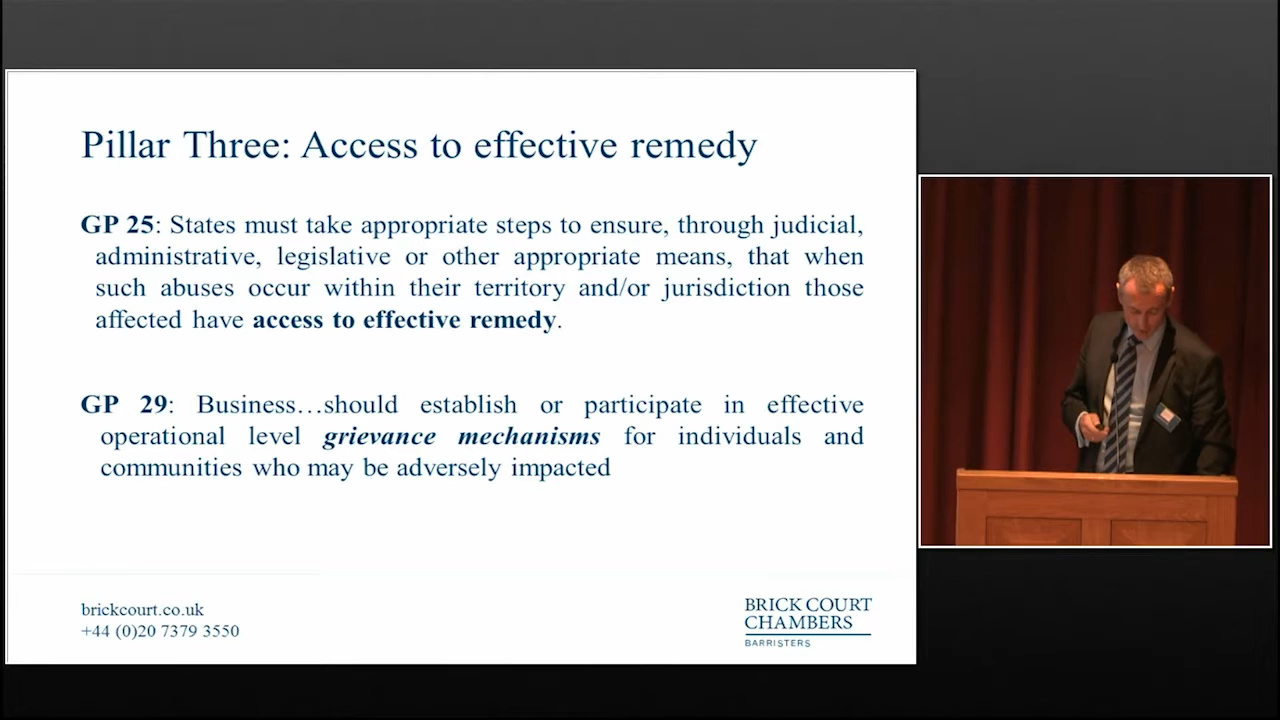 Pillar Three: Access to effective remedy
GP 25: States must take appropriate steps to ensure, through judicial,
administrative, legislative or other appropriate means, that when
such abuses occur within their territory and/or jurisdiction those
affected have access to effective remedy.
GP 29: Business…should establish or participate in effective
operational level grievance mechanisms for individuals and
communities who may be adversely impacted
brickcourt.co.uk
+44 (0)20 7379 3550
BRICK COURT
CHAMBERS
BARRISTERS